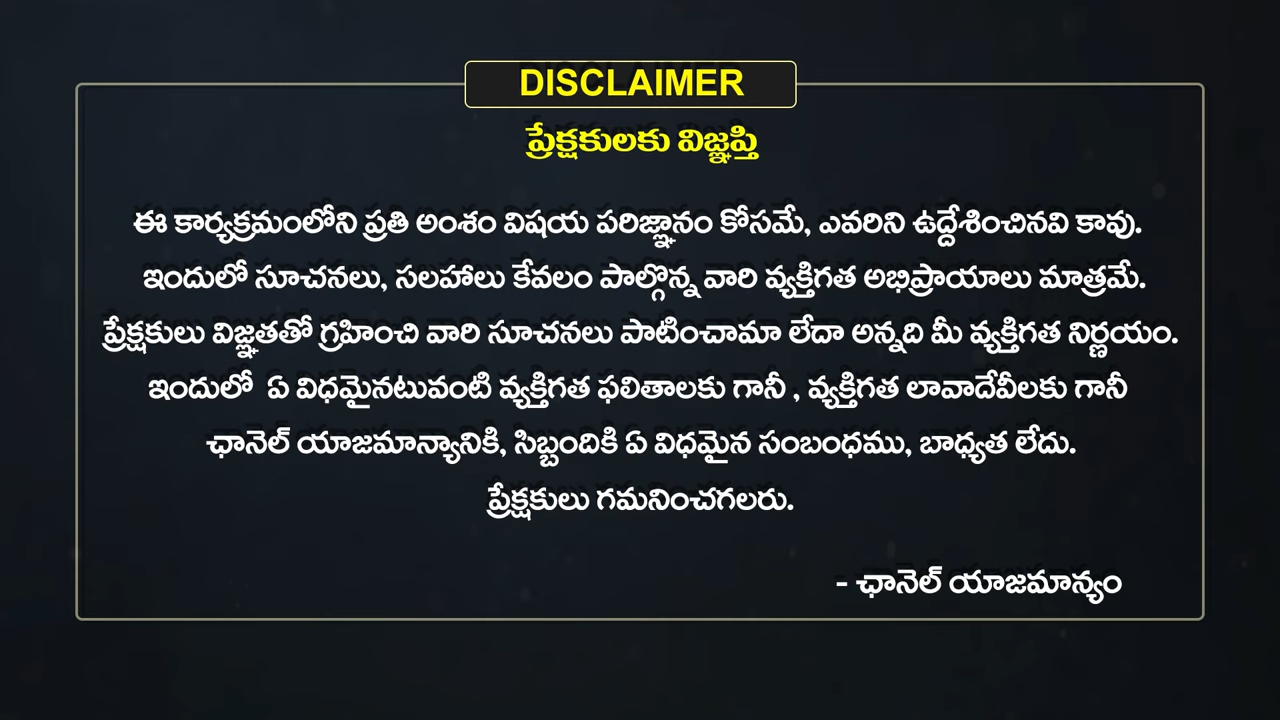 DISCLAIMER
ప్రేక్షకులకు విజ్ఞప్తి
ఈ కార్యక్రమంలోని ప్రతి అంశం విషయ పరిజ్ఞానం కోసమే, ఎవరిని ఉద్దేశించినవి కావు.
ఇందులో సూచనలు, సలహాలు కేవలం పాల్గొన్న వారి వ్యక్తిగత అభిప్రాయాలు మాత్రమే.
ప్రేక్షకులు విజ్ఞతతో గ్రహించి వారి సూచనలు పాటించామా లేదా అన్నది మీ వ్యక్తిగత నిర్ణయం.
ఇందులో ఏ విధమైనటువంటి వ్యక్తిగత ఫలితాలకు గానీ , వ్యక్తిగత లావాదేవీలకు గానీ
ఛానెల్ యాజమాన్యానికి, సిబ్బందికి ఏ విధమైన సంబంధము, బాధ్యత లేదు.
ప్రేక్షకులు గమనించగలరు.
- ఛానెల్ యాజమాన్యం